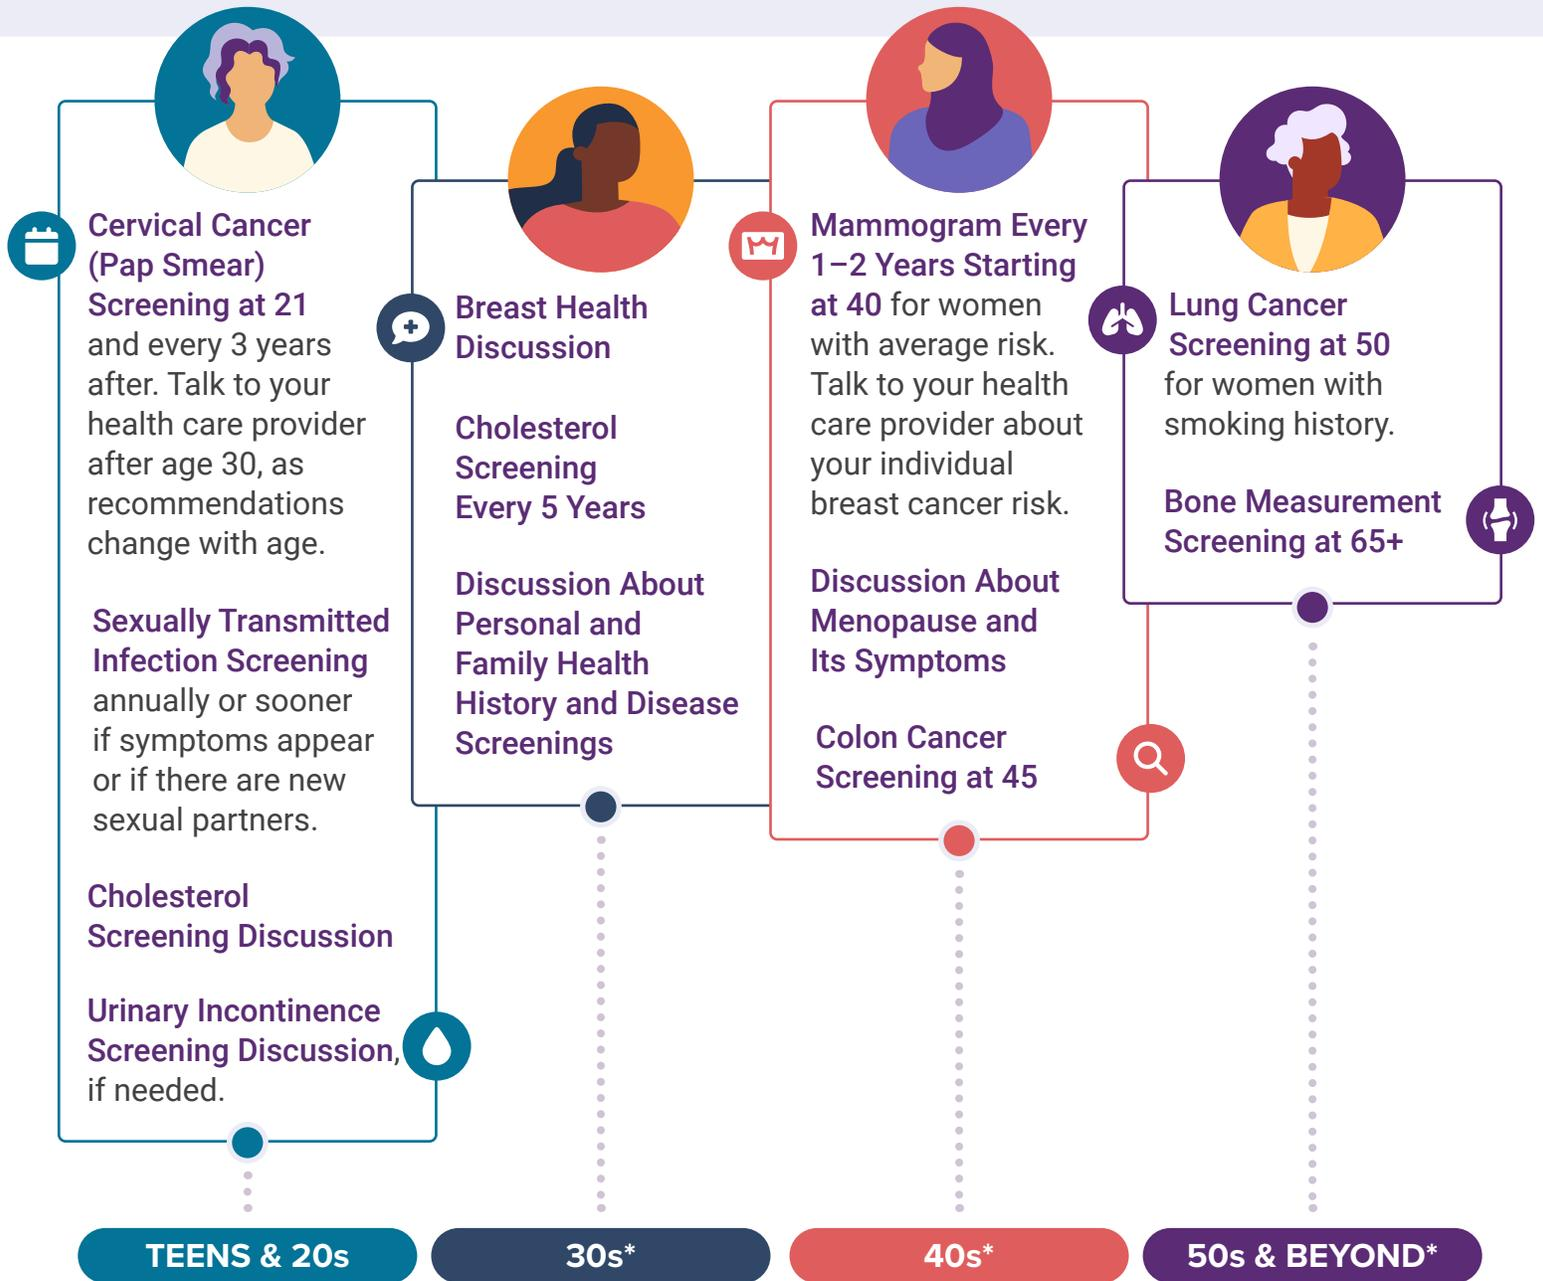 Cervical Cancer
(Pap Smear)
Screening at 21
and every 3 years
after. Talk to your
health care provider
after age 30, as
recommendations
change with age.
Sexually Transmitted
Infection Screening
annually or sooner
if symptoms appear
or if there are new
sexual partners.
Cholesterol
Screening Discussion
Urinary Incontinence
Screening Discussion,
if needed.
TEENS & 20s
Breast Health
Discussion
Cholesterol
Screening
Every 5 Years
Discussion About
Personal and
Family Health
History and Disease
Screenings
30s*
Mammogram Every
1–2 Years Starting
at 40 for women
with average risk.
Talk to your health
care provider about
your individual
breast cancer risk.
Discussion About
Menopause and
Its Symptoms
Colon Cancer
Screening at 45
40s*
Lung Cancer
Screening at 50
for women with
smoking history.
Bone Measurement
Screening at 65+
50s & BEYOND*